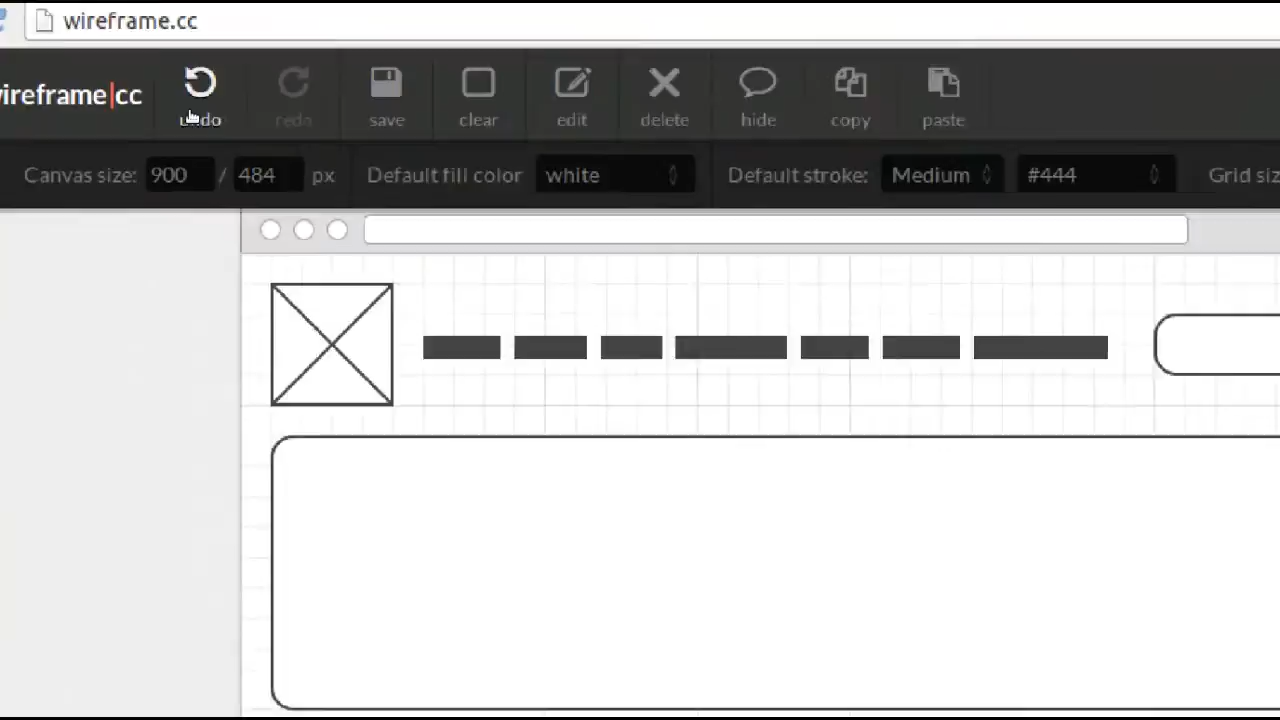 wireframe.cc
wireframe|cc
undo
redo
save
clear
edit
delete
hide
copy
paste
Canvas size: 900 / 484 px
Default fill color white
Default stroke: Medium #444
Grid